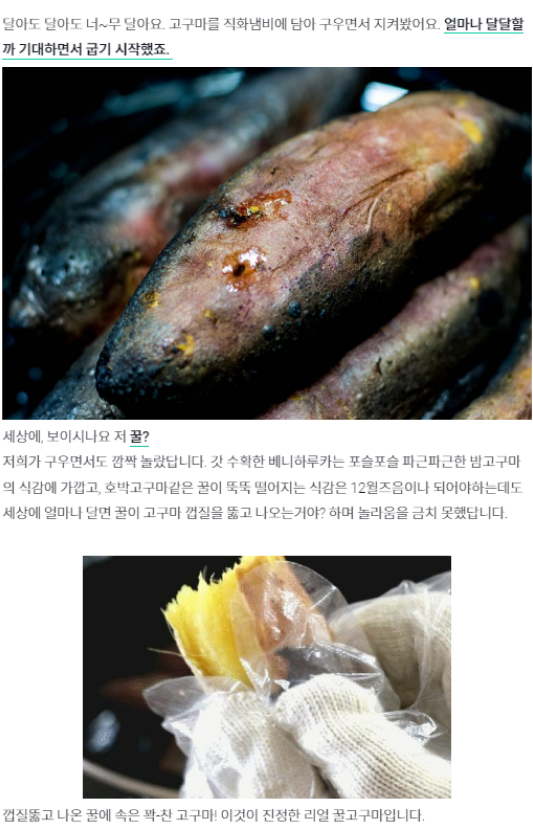 달아도 달아도 너~무 달아요. 고구마를 직화냄비에 담아 구우면서 지켜봤어요. 얼마나 달달할
까 기대하면서 굽기 시작했죠.
세상에, 보이시나요 저 꿀?
저희가 구우면서도 깜짝 놀랐답니다. 갓 수확한 베니하루카는 포슬포슬 파근파근한 밤고구마
의 식감에 가깝고, 호박고구마같은 꿀이 뚝뚝 떨어지는 식감은 12월즈음이나 되어야하는데도
세상에 얼마나 달면 꿀이 고구마 껍질을 뚫고 나오는거야? 하며 놀라움을 금치 못했답니다.
껍질뚫고 나온 꿀에 속은 꽉-찬 고구마! 이것이 진정한 리얼 꿀고구마입니다.